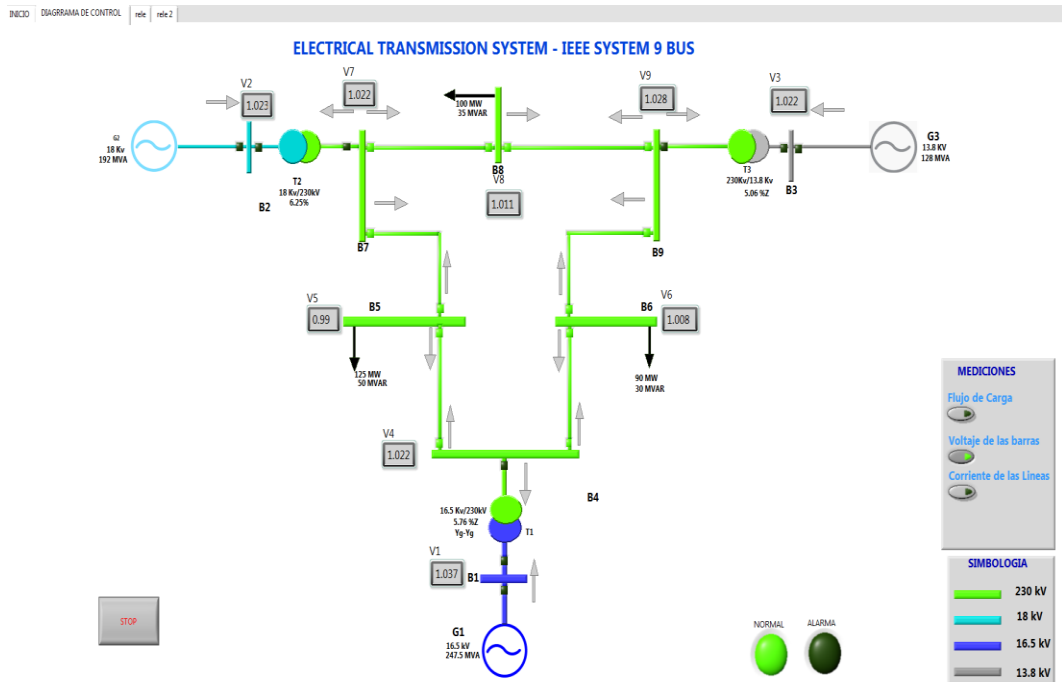 INICIO
DIAGRRAMA DE CONTROL
rele
rele 2
ELECTRICAL TRANSMISSION SYSTEM - IEEE SYSTEM 9 BUS
V2
1.023
V7
1.022
100 MW
35 MVAR
V9
1.028
V3
1.022
G2
18 Kv
192 MVA
T2
18 Kv/230kV
6.25%
B2
B7
B8
V8
1.011
T3
230Kv/13.8 Kv
5.06 %Z
B3
G3
13.8 KV
128 MVA
B9
V5
0.99
B5
125 MW
50 MVAR
B6
V6
1.008
90 MW
30 MVAR
V4
1.022
B4
16.5 Kv/230kV
5.76 %Z
Yg-Yg
T1
V1
1.037
B1
G1
16.5 kV
247.5 MVA
STOP
NORMAL
ALARMA
MEDICIONES
Flujo de Carga
Voltaje de las barras
Corriente de las Lineas
SIMBOLOGIA
230 kV
18 kV
16.5 kV
13.8 kV